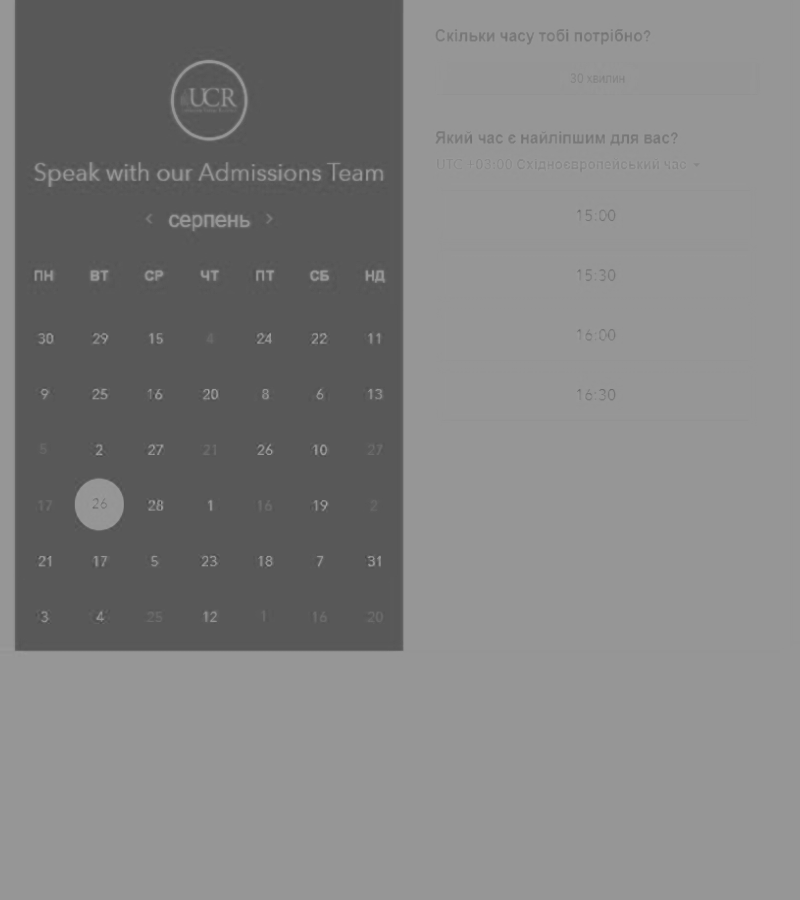 UCR
Speak with our Admissions Team
< серпень >
ПН ВТ СР ЧТ ПТ СБ НД
30 29 15 4 24 22 11
9 25 16 20 8 6 13
5 2 27 21 26 10 27
17 26 28 1 16 19 2
21 17 5 23 18 7 31
3 4 25 12 1 16 20
Скільки часу тобі потрібно?
30 хвилин
Який час є найліпшим для вас?
UTC +03:00 Східноєвропейський час
15:00
15:30
16:00
16:30